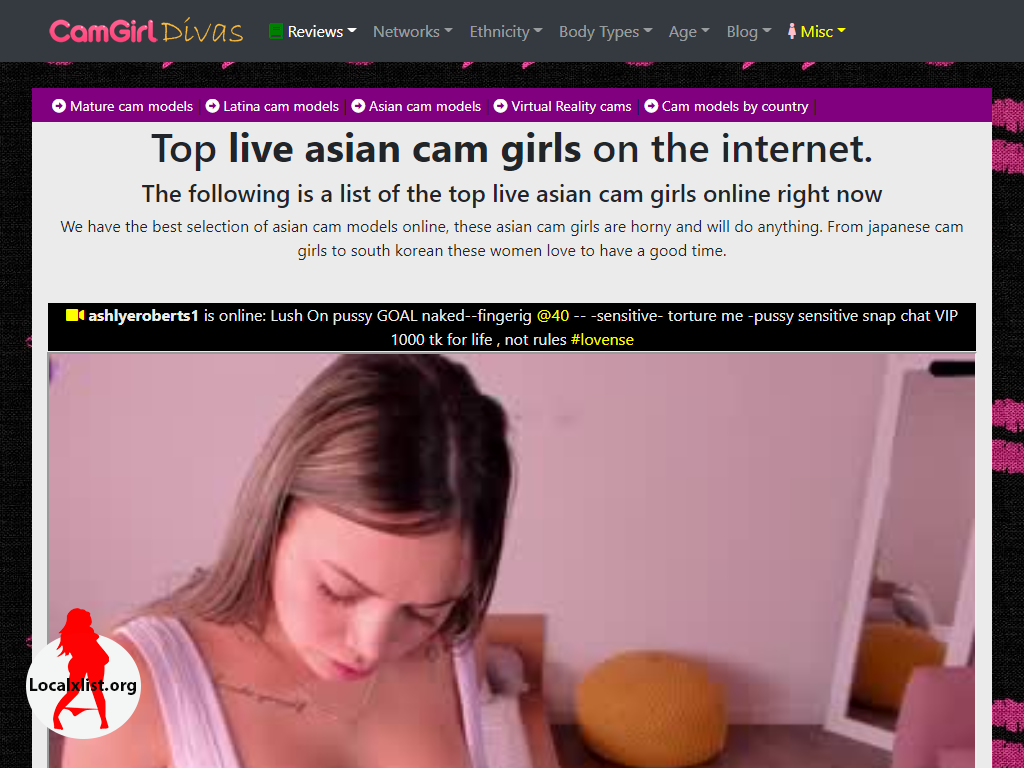 CamGirl Divas Reviews Networks Ethnicity Body Types Age Blog Misc
Mature cam models | Latina cam models | Asian cam models | Virtual Reality cams | Cam models by country |
Top live asian cam girls on the internet.
The following is a list of the top live asian cam girls online right now
We have the best selection of asian cam models online, these asian cam girls are horny and will do anything. From japanese cam
girls to south korean these women love to have a good time.
ashlyeroberts1 is online: Lush On pussy GOAL naked--fingerig @40 -- -sensitive- torture me -pussy sensitive snap chat VIP
1000 tk for life , not rules #lovense
Localxlist.org